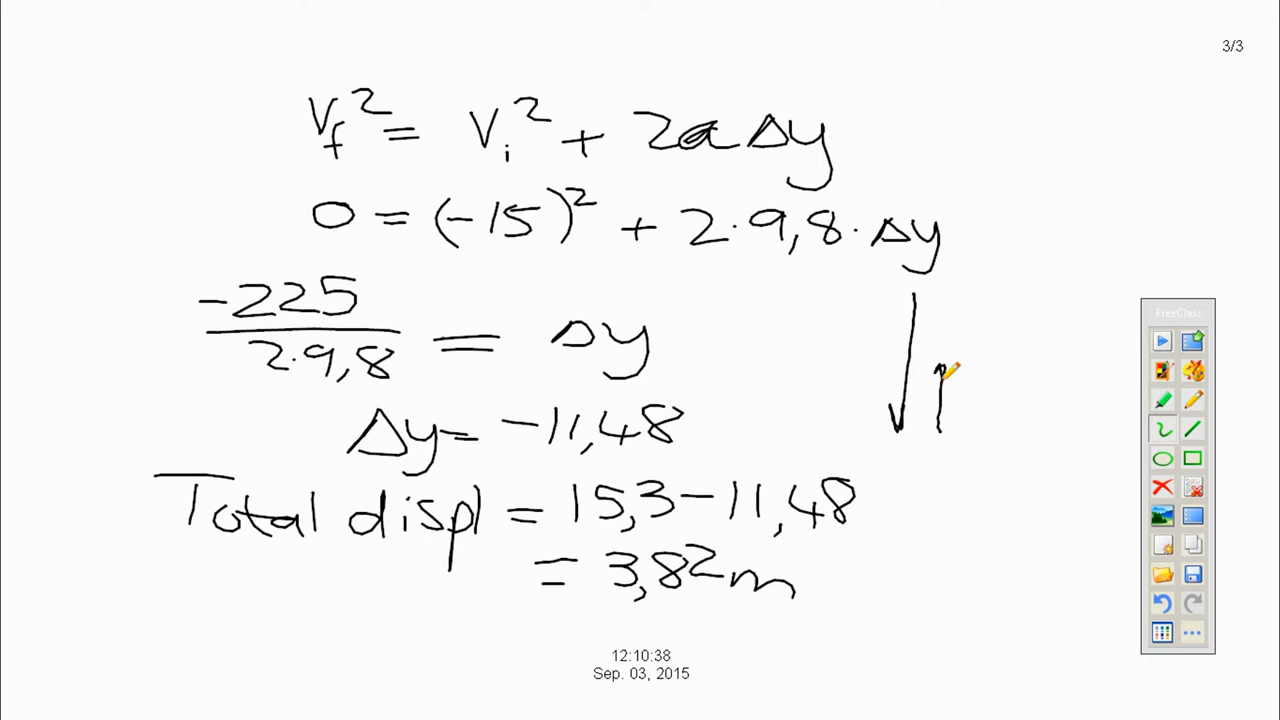 3/3
Vf² = Vi² + 2aΔy
0 = (-15)² + 2·9,8·Δy
-225
2·9,8 = Δy
Δy = -11,48
Total displ = 15,3 - 11,48
= 3,82m
FreeClass
12:10:38
Sep. 03, 2015